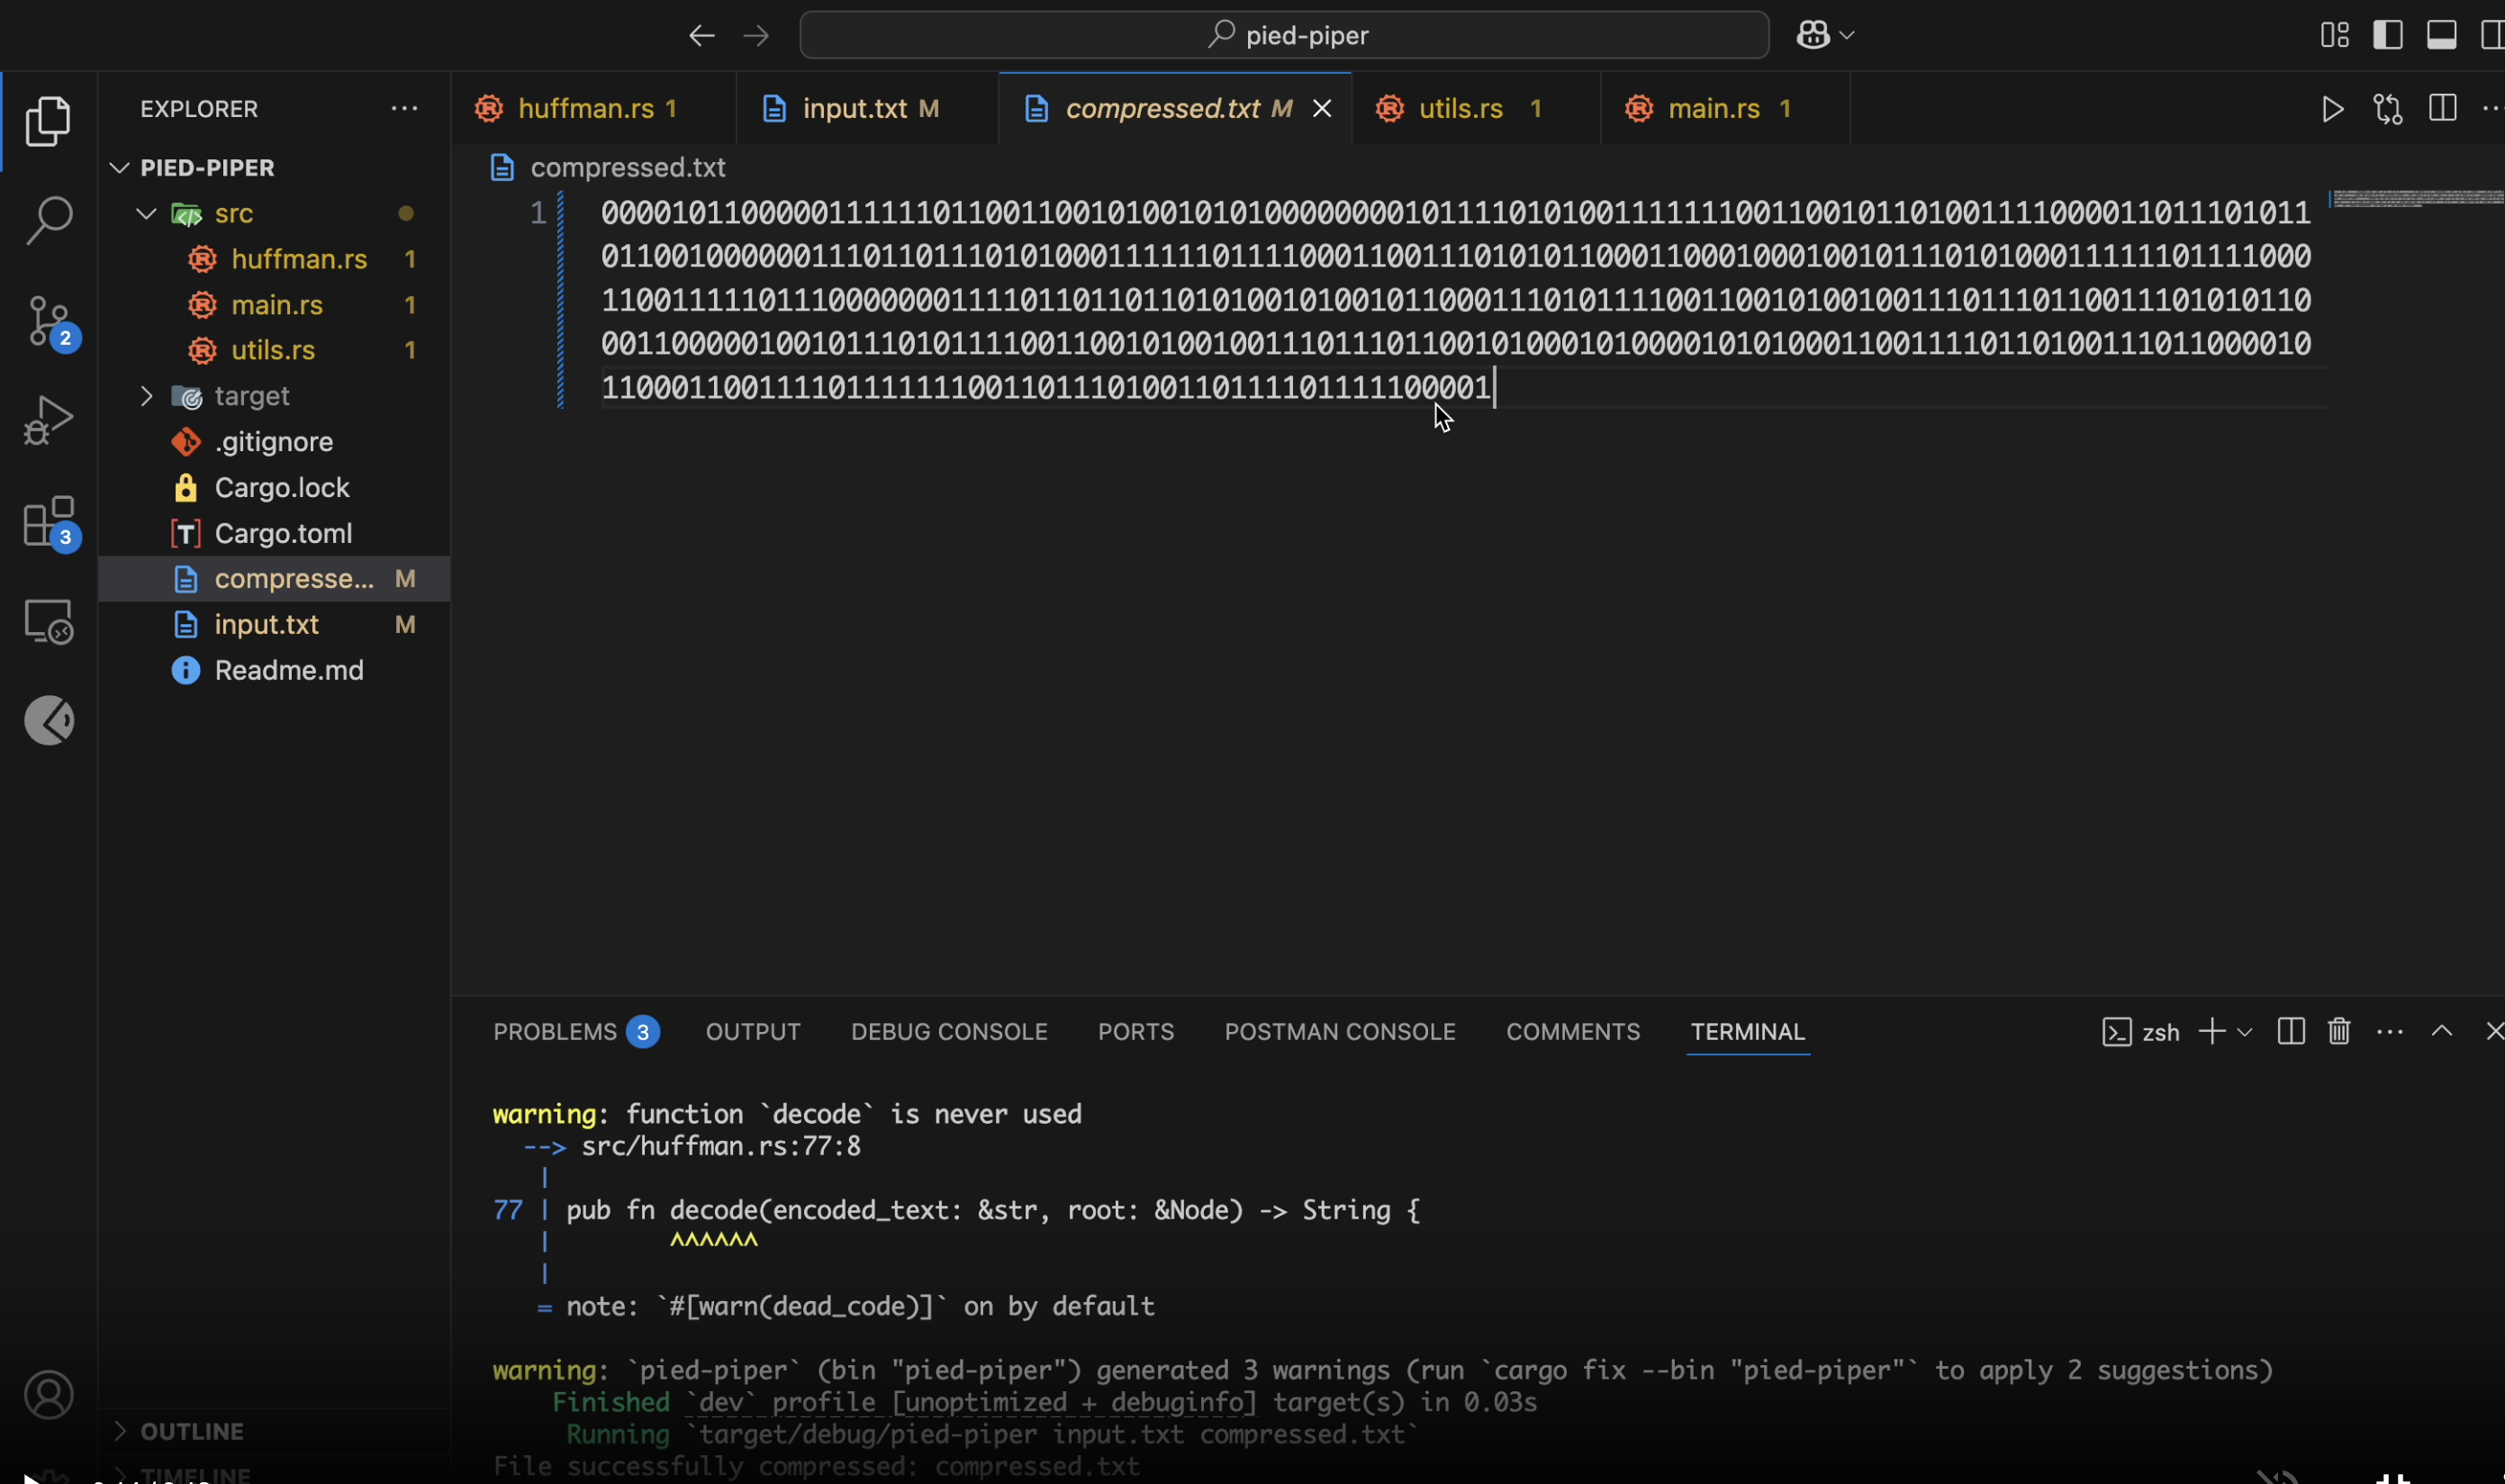 pied-piper
EXPLORER
huffman.rs 1
input.txt M
compressed.txt M
utils.rs 1
main.rs 1
PIED-PIPER
compressed.txt
src
huffman.rs 1
main.rs 1
utils.rs 1
target
.gitignore
Cargo.lock
Cargo.toml
compresse... M
input.txt M
Readme.md
2
3
1
110001100111101111111001101110100110111101111100001
PROBLEMS 3
OUTPUT
DEBUG CONSOLE
PORTS
POSTMAN CONSOLE
COMMENTS
TERMINAL
zsh
warning: function `decode` is never used
--> src/huffman.rs:77:8
|
77 | pub fn decode(encoded_text: &str, root: &Node) -> String {
| ^^^^^^
|
= note: `#[warn(dead_code)]` on by default
warning: `pied-piper` (bin "pied-piper") generated 3 warnings (run `cargo fix --bin "pied-piper"` to apply 2 suggestions)
Finished `dev` profile [unoptimized + debuginfo] target(s) in 0.03s
Running `target/debug/pied-piper input.txt compressed.txt`
File successfully compressed: compressed.txt
OUTLINE
TIMELINE